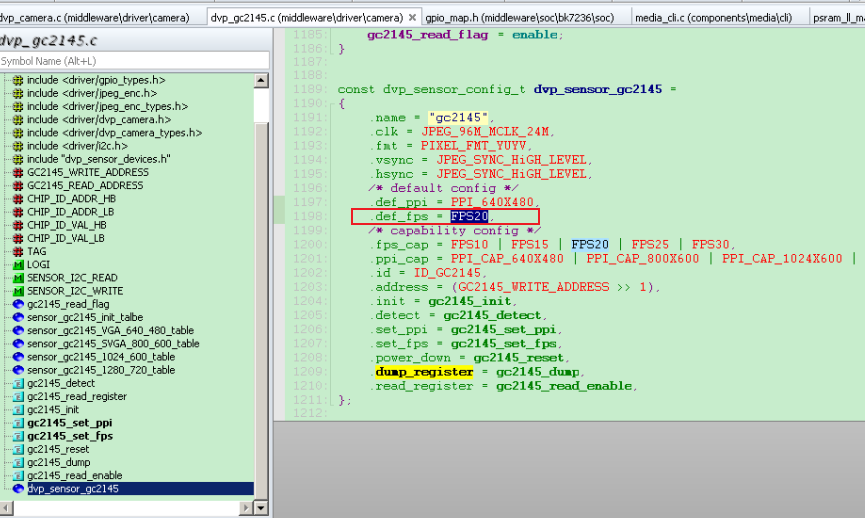 dvp_camera.c (middleware\driver\camera)
dvp_gc2145.c (middleware\driver\camera)
gpio_map.h (middleware\soc\bk7236\soc)
media_cli.c (components\media\cli)
psram_ll_m
dvp_gc2145.c
Symbol Name (Alt+L)
include <driver/gpio_types.h>
include <driver/jpeg_enc.h>
include <driver/jpeg_enc_types.h>
include <driver/dvp_camera.h>
include <driver/dvp_camera_types.h>
include <driver/i2c.h>
include "dvp_sensor_devices.h"
GC2145_WRITE_ADDRESS
GC2145_READ_ADDRESS
CHIP_ID_ADDR_HB
CHIP_ID_ADDR_LB
CHIP_ID_VAL_HB
CHIP_ID_VAL_LB
TAG
LOGI
SENSOR_I2C_READ
SENSOR_I2C_WRITE
gc2145_read_flag
sensor_gc2145_init_talbe
sensor_gc2145_VGA_640_480_table
sensor_gc2145_SVGA_800_600_table
sensor_gc2145_1024_600_table
sensor_gc2145_1280_720_table
gc2145_detect
gc2145_read_register
gc2145_init
gc2145_set_ppi
gc2145_set_fps
gc2145_reset
gc2145_dump
gc2145_read_enable
dvp_sensor_gc2145
1185: gc2145_read_flag = enable;
1186: }
1187:
1188:
1189: const dvp_sensor_config_t dvp_sensor_gc2145 =
1190: {
1191: .name = "gc2145",
1192: .clk = JPEG_96M_MCLK_24M,
1193: .fmt = PIXEL_FMT_YUYV,
1194: .vsync = JPEG_SYNC_HiGH_LEVEL,
1195: .hsync = JPEG_SYNC_HiGH_LEVEL,
1196: /* default config */
1197: .def_ppi = PPI_640X480,
1198: .def_fps = FPS20,
1199: /* capability config */
1200: .fps_cap = FPS10 | FPS15 | FPS20 | FPS25 | FPS30,
1201: .ppi_cap = PPI_CAP_640X480 | PPI_CAP_800X600 | PPI_CAP_1024X600 |
1202: .id = ID_GC2145,
1203: .address = (GC2145_WRITE_ADDRESS >> 1),
1204: .init = gc2145_init,
1205: .detect = gc2145_detect,
1206: .set_ppi = gc2145_set_ppi,
1207: .set_fps = gc2145_set_fps,
1208: .power_down = gc2145_reset,
1209: .dump_register = gc2145_dump,
1210: .read_register = gc2145_read_enable,
1211: };
1212: